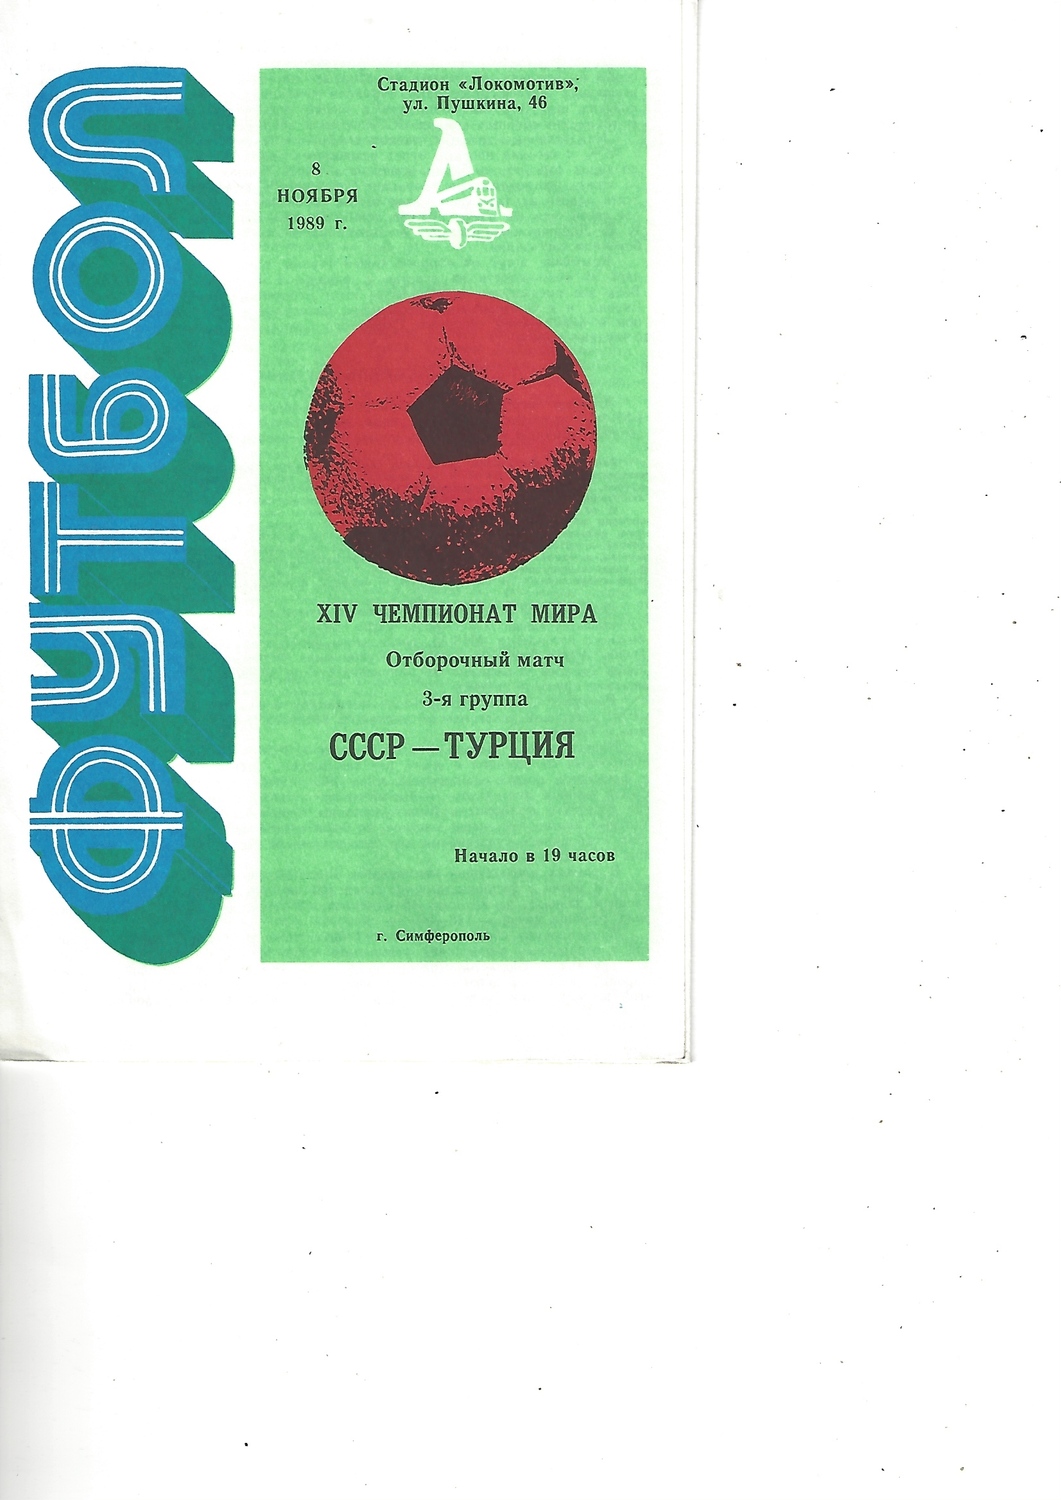 ФУТБОЛ
Стадион «Локомотив»,
ул. Пушкина, 46
8
НОЯБРЯ
1989 г.
XIV ЧЕМПИОНАТ МИРА
Отборочный матч
3-я группа
СССР — ТУРЦИЯ
Начало в 19 часов
г. Симферополь